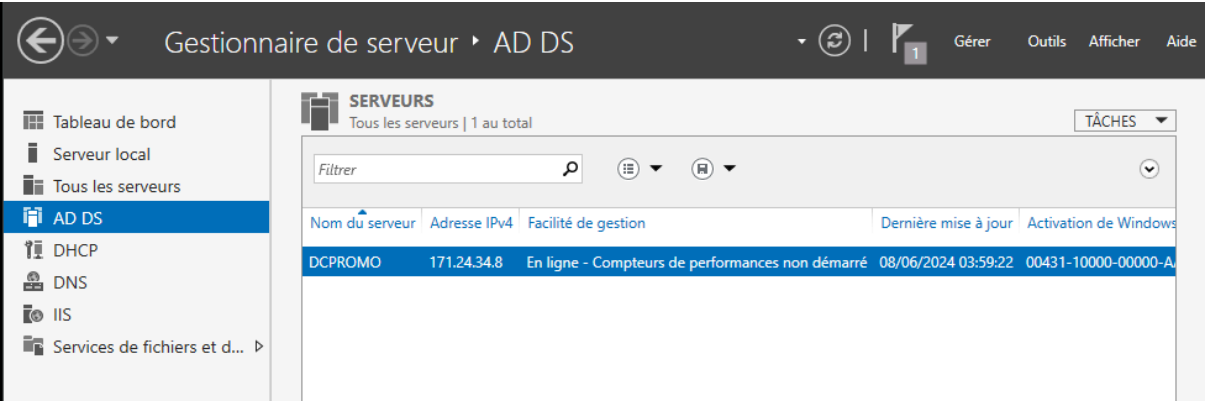 Gestionnaire de serveur ‣ AD DS
1
Gérer Outils Afficher Aide
Tableau de bord
Serveur local
Tous les serveurs
AD DS
DHCP
DNS
IIS
Services de fichiers et d...
SERVEURS
Tous les serveurs | 1 au total
TÂCHES
Filtrer
Nom du serveur Adresse IPv4 Facilité de gestion Dernière mise à jour Activation de Windows
DCPROMO 171.24.34.8 En ligne - Compteurs de performances non démarré 08/06/2024 03:59:22 00431-10000-00000-A